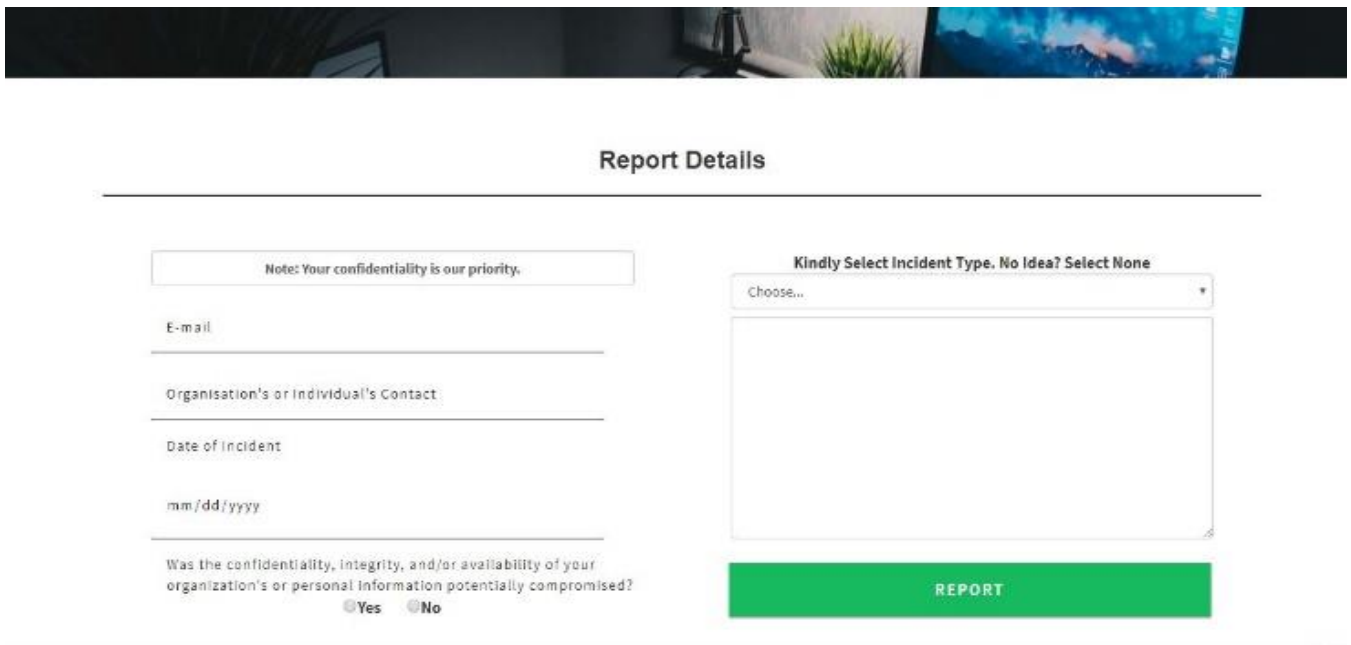 Report Details
Note: Your confidentiality is our priority.
E-mail
Organisation's or Individual's Contact
Date of Incident
mm/dd/yyyy
Was the confidentiality, integrity, and/or availability of your
organization's or personal information potentially compromised?
Yes No
Kindly Select Incident Type. No Idea? Select None
Choose...
REPORT